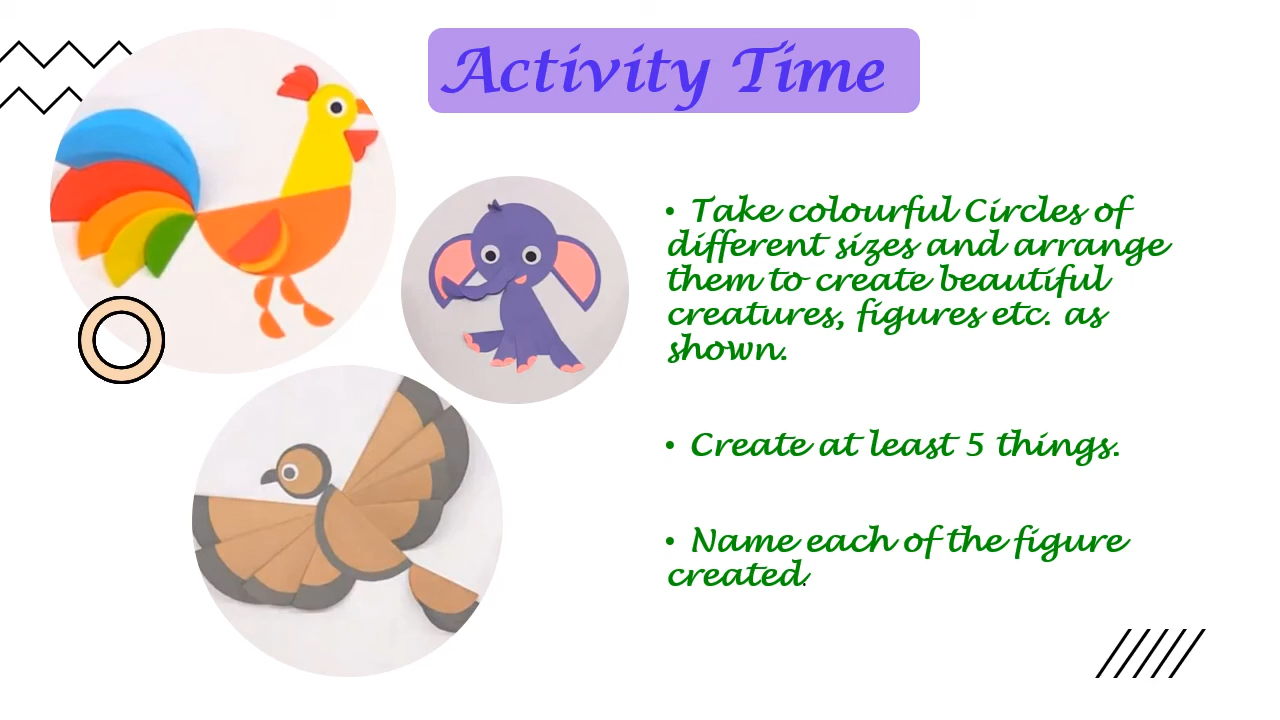 Activity Time
• Take colourful Circles of
different sizes and arrange
them to create beautiful
creatures, figures etc. as
shown.
• Create at least 5 things.
• Name each of the figure
created.